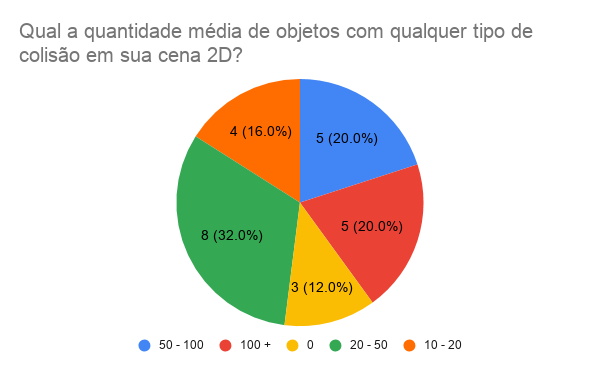 Qual a quantidade média de objetos com qualquer tipo de
colisão em sua cena 2D?
4 (16.0%)
5 (20.0%)
5 (20.0%)
8 (32.0%)
3 (12.0%)
50 - 100
100 +
0
20 - 50
10 - 20